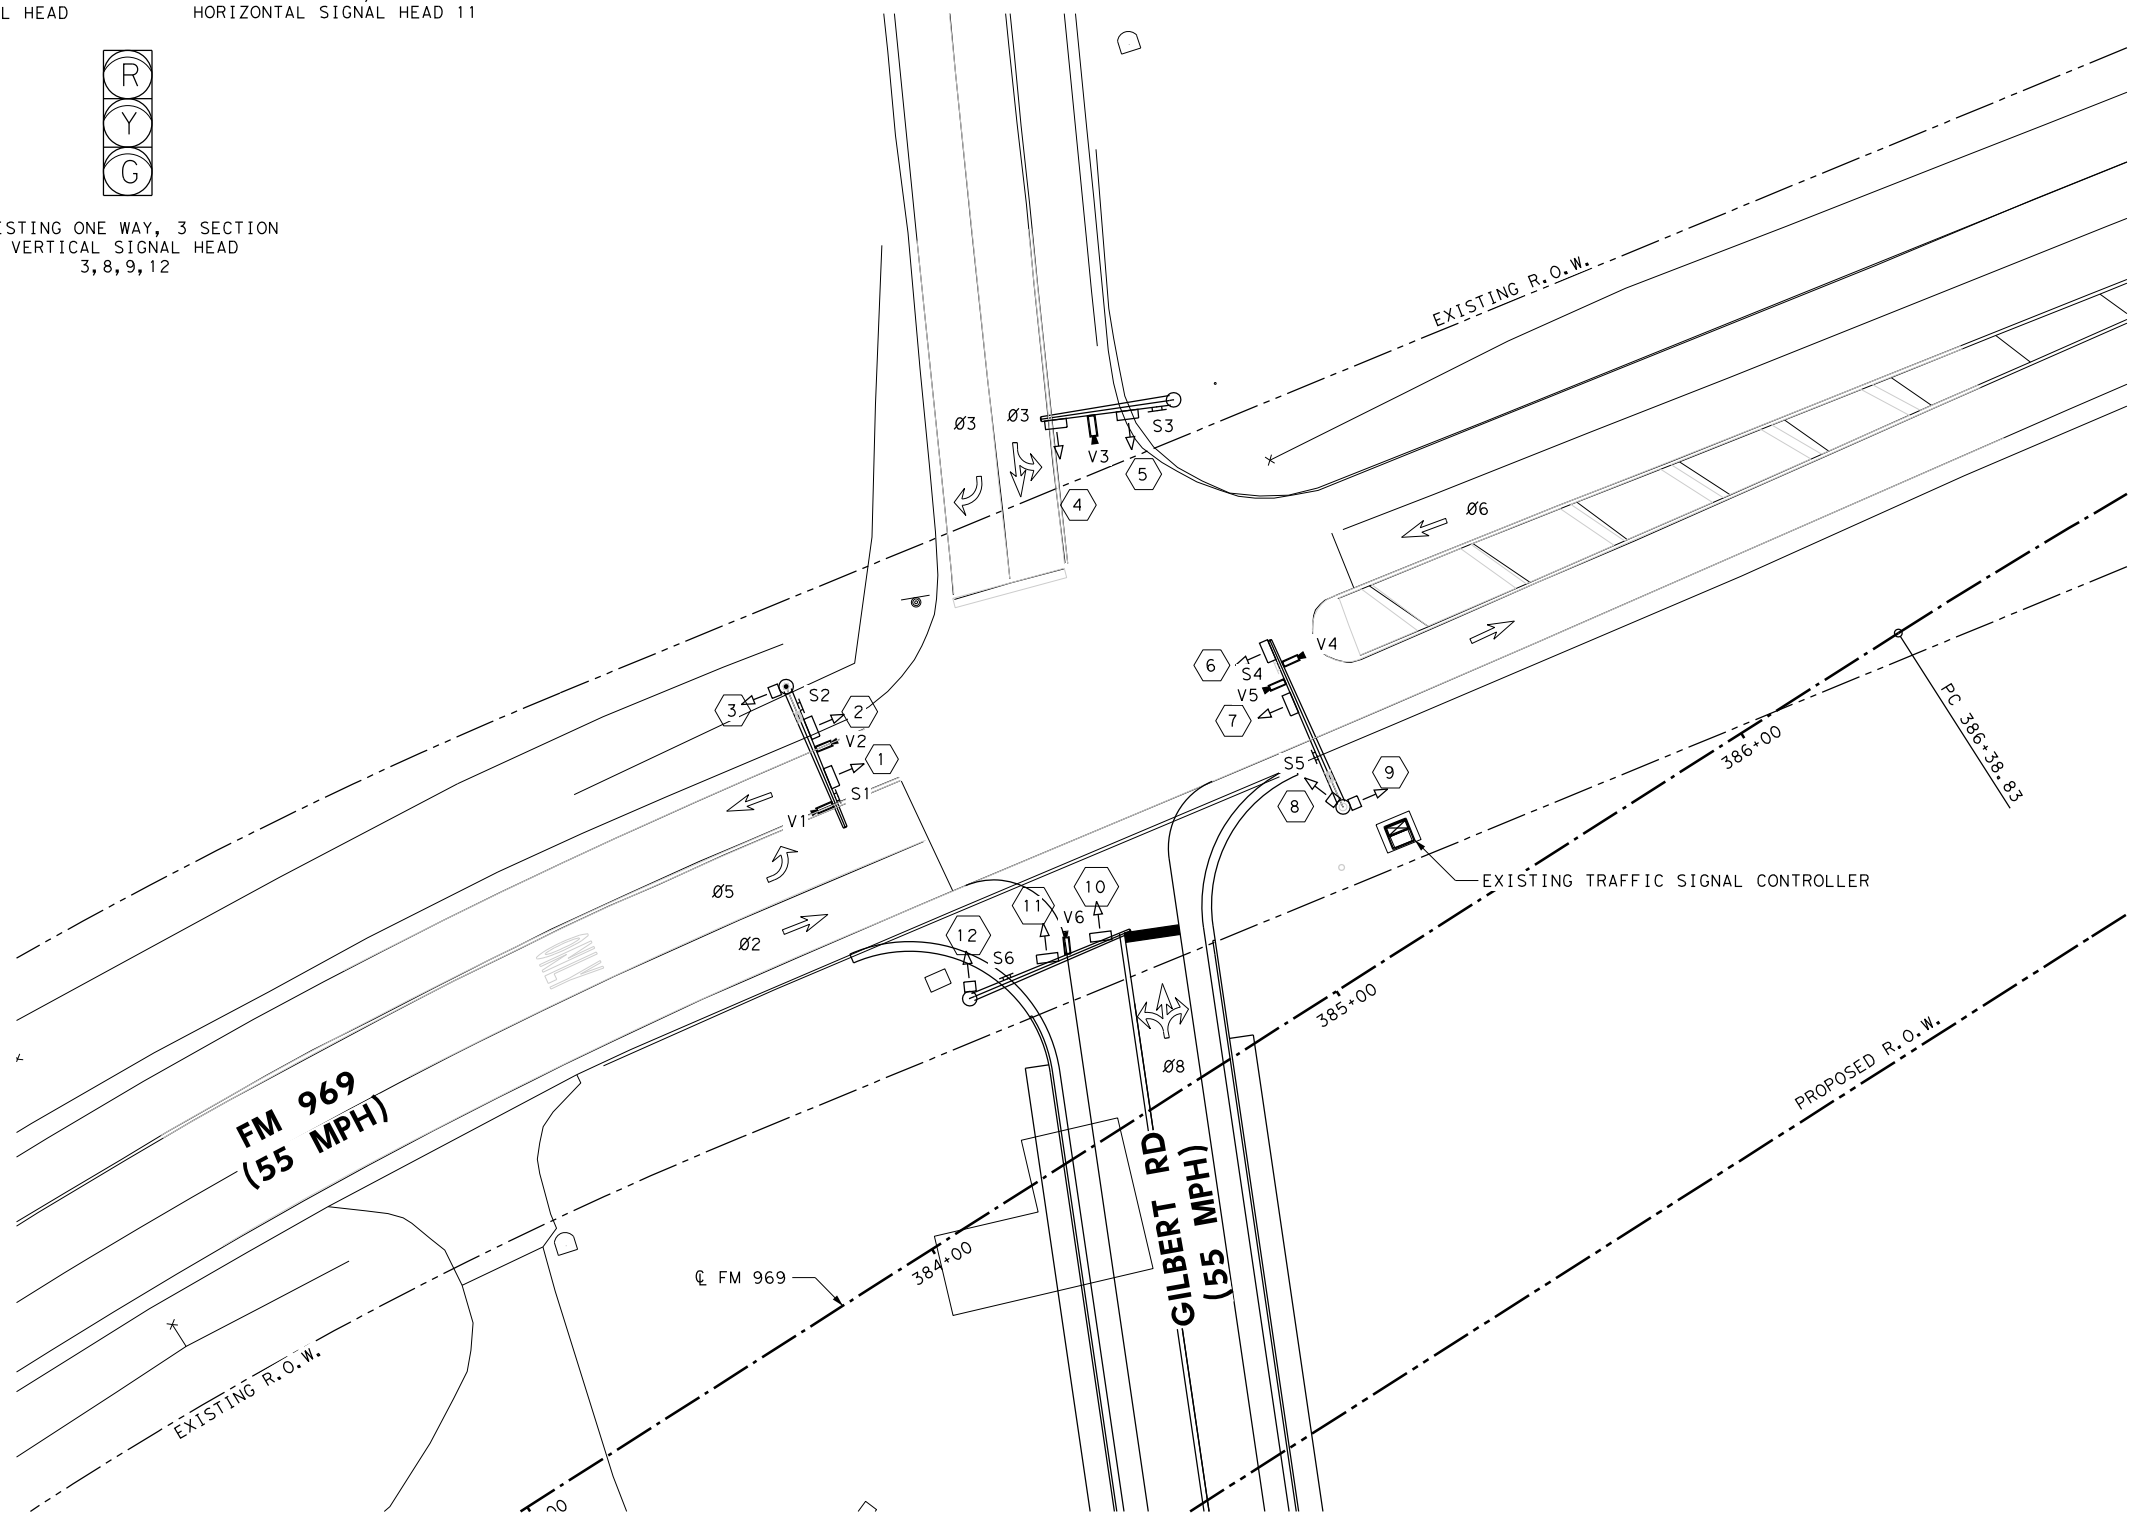 L HEAD
HORIZONTAL SIGNAL HEAD 11
R
Y
G
ISTING ONE WAY, 3 SECTION
VERTICAL SIGNAL HEAD
3,8,9,12
EXISTING R.O.W.
Ø3
Ø3
S3
V3
5
4
Ø6
V4
6
S4
V5
7
S2
3
2
V2
1
S1
V1
S5
9
8
386+00
PC 386+38.83
EXISTING TRAFFIC SIGNAL CONTROLLER
Ø5
Ø2
ONLY
10
11
V6
12
S6
385+00
Ø8
PROPOSED R.O.W.
FM 969
(55 MPH)
GILBERT RD
(55 MPH)
384+00
℄ FM 969
EXISTING R.O.W.
00